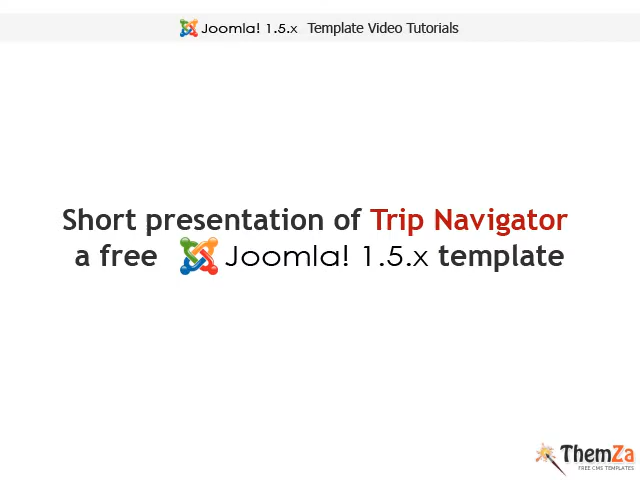 Joomla! 1.5.x Template Video Tutorials
Short presentation of Trip Navigator
a free Joomla! 1.5.x template
ThemZa
FREE CMS TEMPLATES